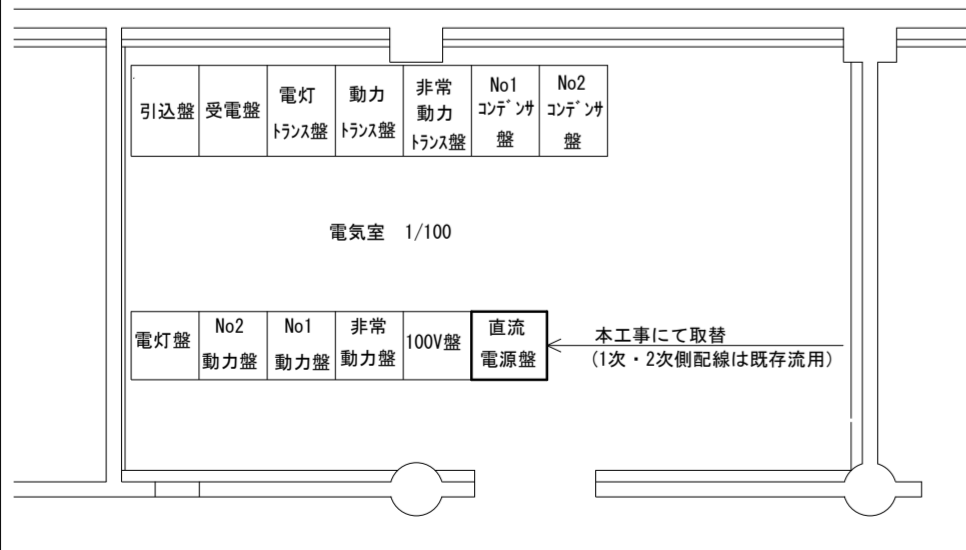 引込盤
受電盤
電灯
トランス盤
動力
トランス盤
非常
動力
トランス盤
No1
コンデンサ
盤
No2
コンデンサ
盤
電気室 1/100
電灯盤
No2
動力盤
No1
動力盤
非常
動力盤
100V盤
直流
電源盤
本工事にて取替
(1次・2次側配線は既存流用)